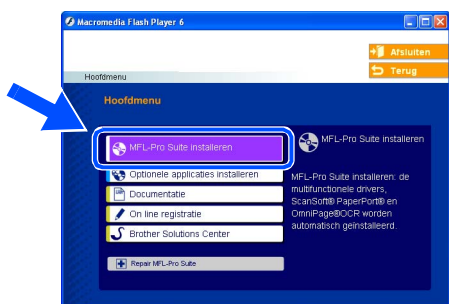 Macromedia Flash Player 6
Afsluiten
Terug
Hoofdmenu
Hoofdmenu
MFL-Pro Suite installeren
Optionele applicaties installeren
Documentatie
On line registratie
Brother Solutions Center
Repair MFL-Pro Suite
MFL-Pro Suite installeren
MFL-Pro Suite installeren: de
multifunctionele drivers,
ScanSoft® PaperPort® en
OmniPage®OCR worden
automatisch geïnstalleerd.